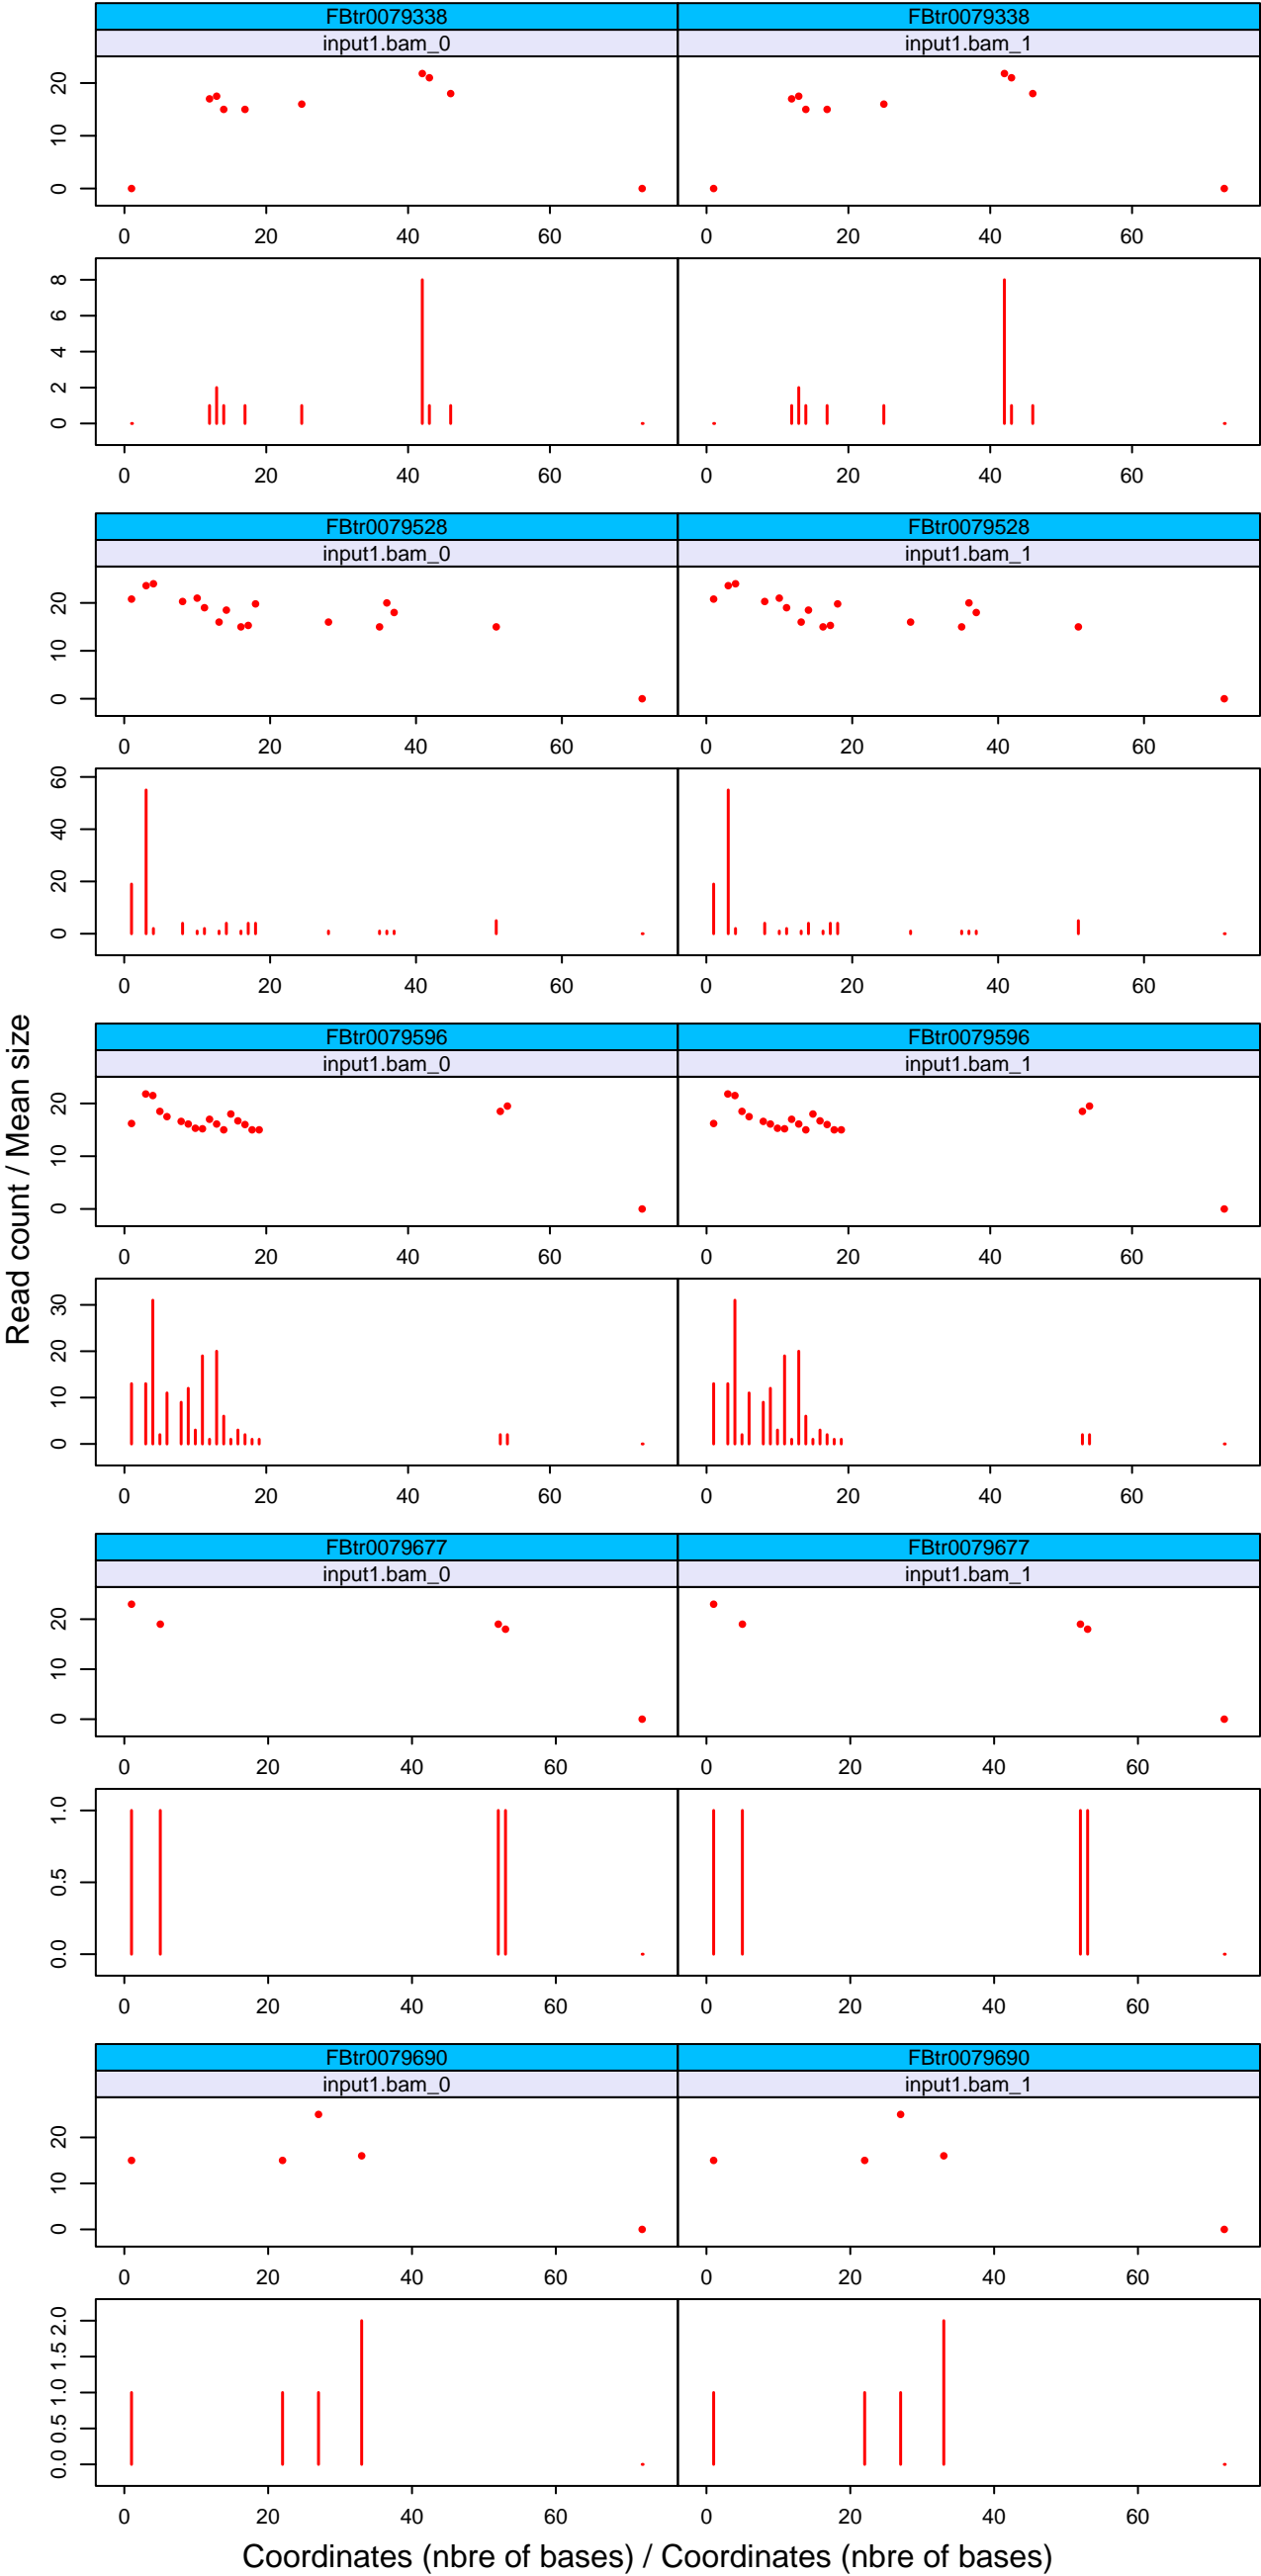 FBtr0079338 FBtr0079338
input1.bam_0 input1.bam_1
20
10
0
0 20 40 60 0 20 40 60
8
6
4
2
0
0 20 40 60 0 20 40 60
FBtr0079528 FBtr0079528
input1.bam_0 input1.bam_1
20
10
0
0 20 40 60 0 20 40 60
60
40
20
0
0 20 40 60 0 20 40 60
Read count / Mean size
FBtr0079596 FBtr0079596
input1.bam_0 input1.bam_1
20
10
0
0 20 40 60 0 20 40 60
30
20
10
0
0 20 40 60 0 20 40 60
FBtr0079677 FBtr0079677
input1.bam_0 input1.bam_1
20
10
0
0 20 40 60 0 20 40 60
1.0
0.5
0.0
0 20 40 60 0 20 40 60
FBtr0079690 FBtr0079690
input1.bam_0 input1.bam_1
20
10
0
0 20 40 60 0 20 40 60
2.0
1.5
1.0
0.5
0.0
0 20 40 60 0 20 40 60
Coordinates (nbre of bases) / Coordinates (nbre of bases)